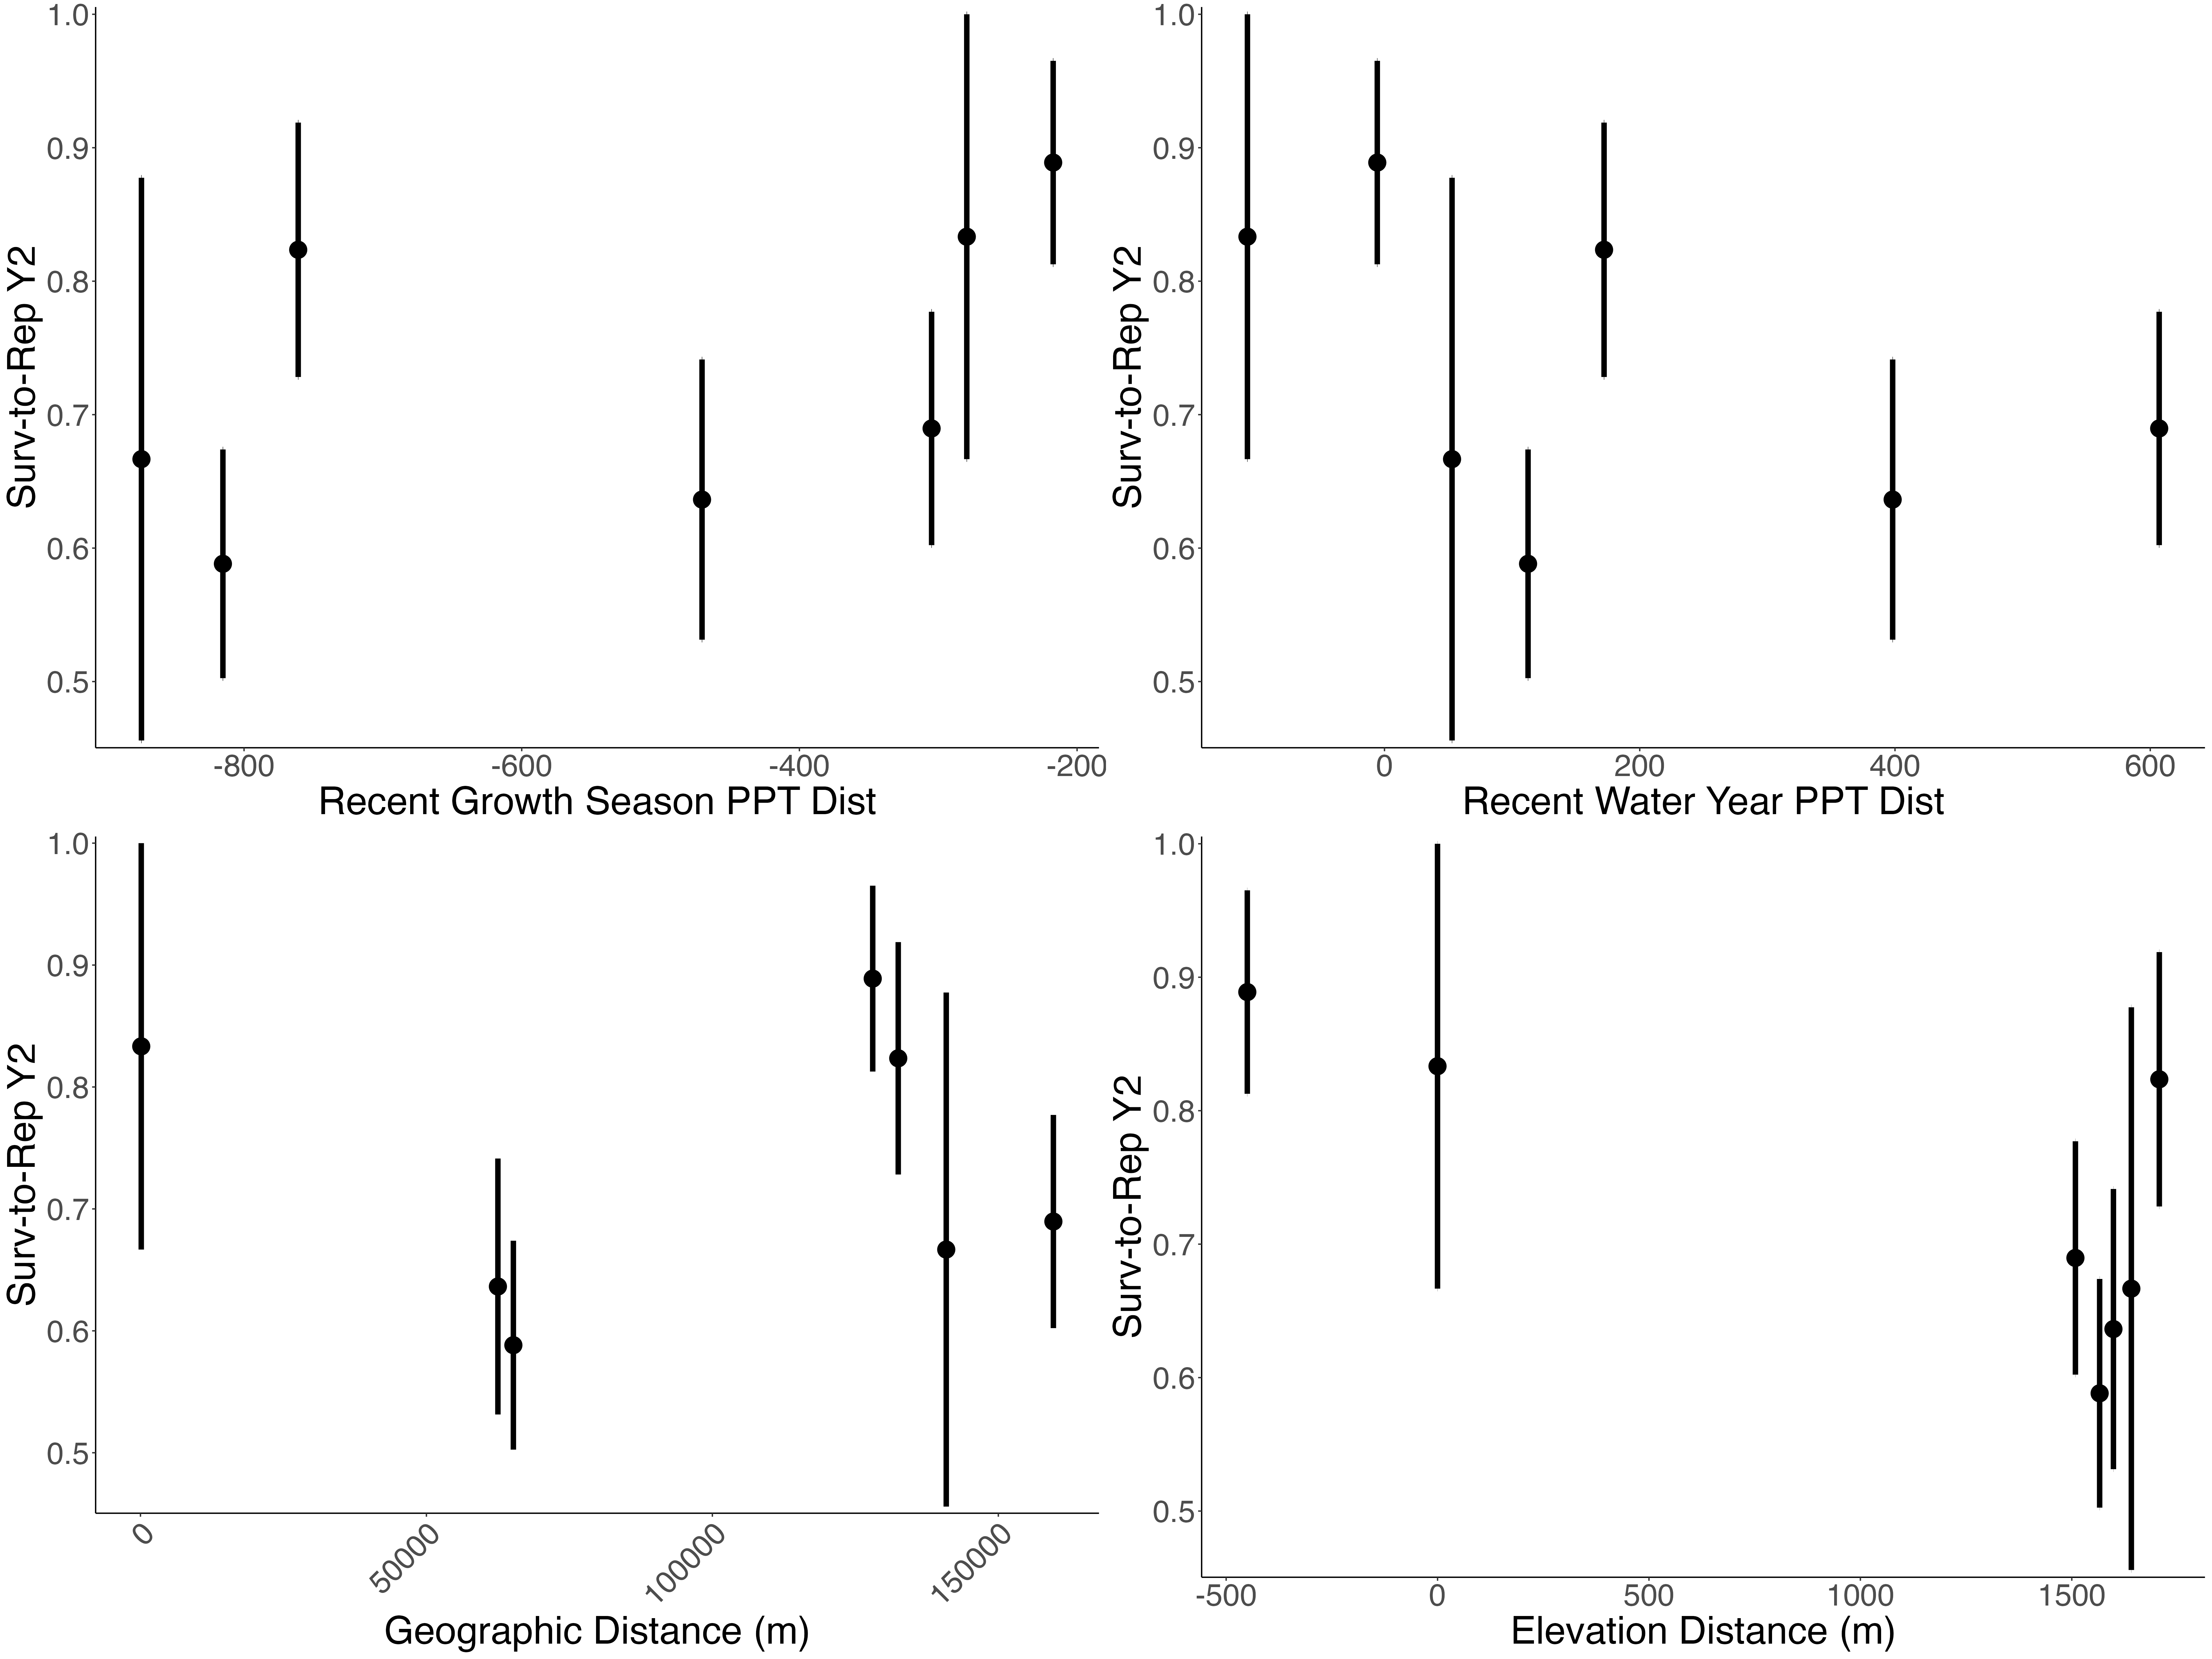 Surv-to-Rep Y2
1.0
0.9
0.8
0.7
0.6
0.5
-800 -600 -400 -200
Recent Growth Season PPT Dist
Surv-to-Rep Y2
1.0
0.9
0.8
0.7
0.6
0.5
0 200 400 600
Recent Water Year PPT Dist
Surv-to-Rep Y2
1.0
0.9
0.8
0.7
0.6
0.5
0 50000 100000 150000
Geographic Distance (m)
Surv-to-Rep Y2
1.0
0.9
0.8
0.7
0.6
0.5
-500 0 500 1000 1500
Elevation Distance (m)